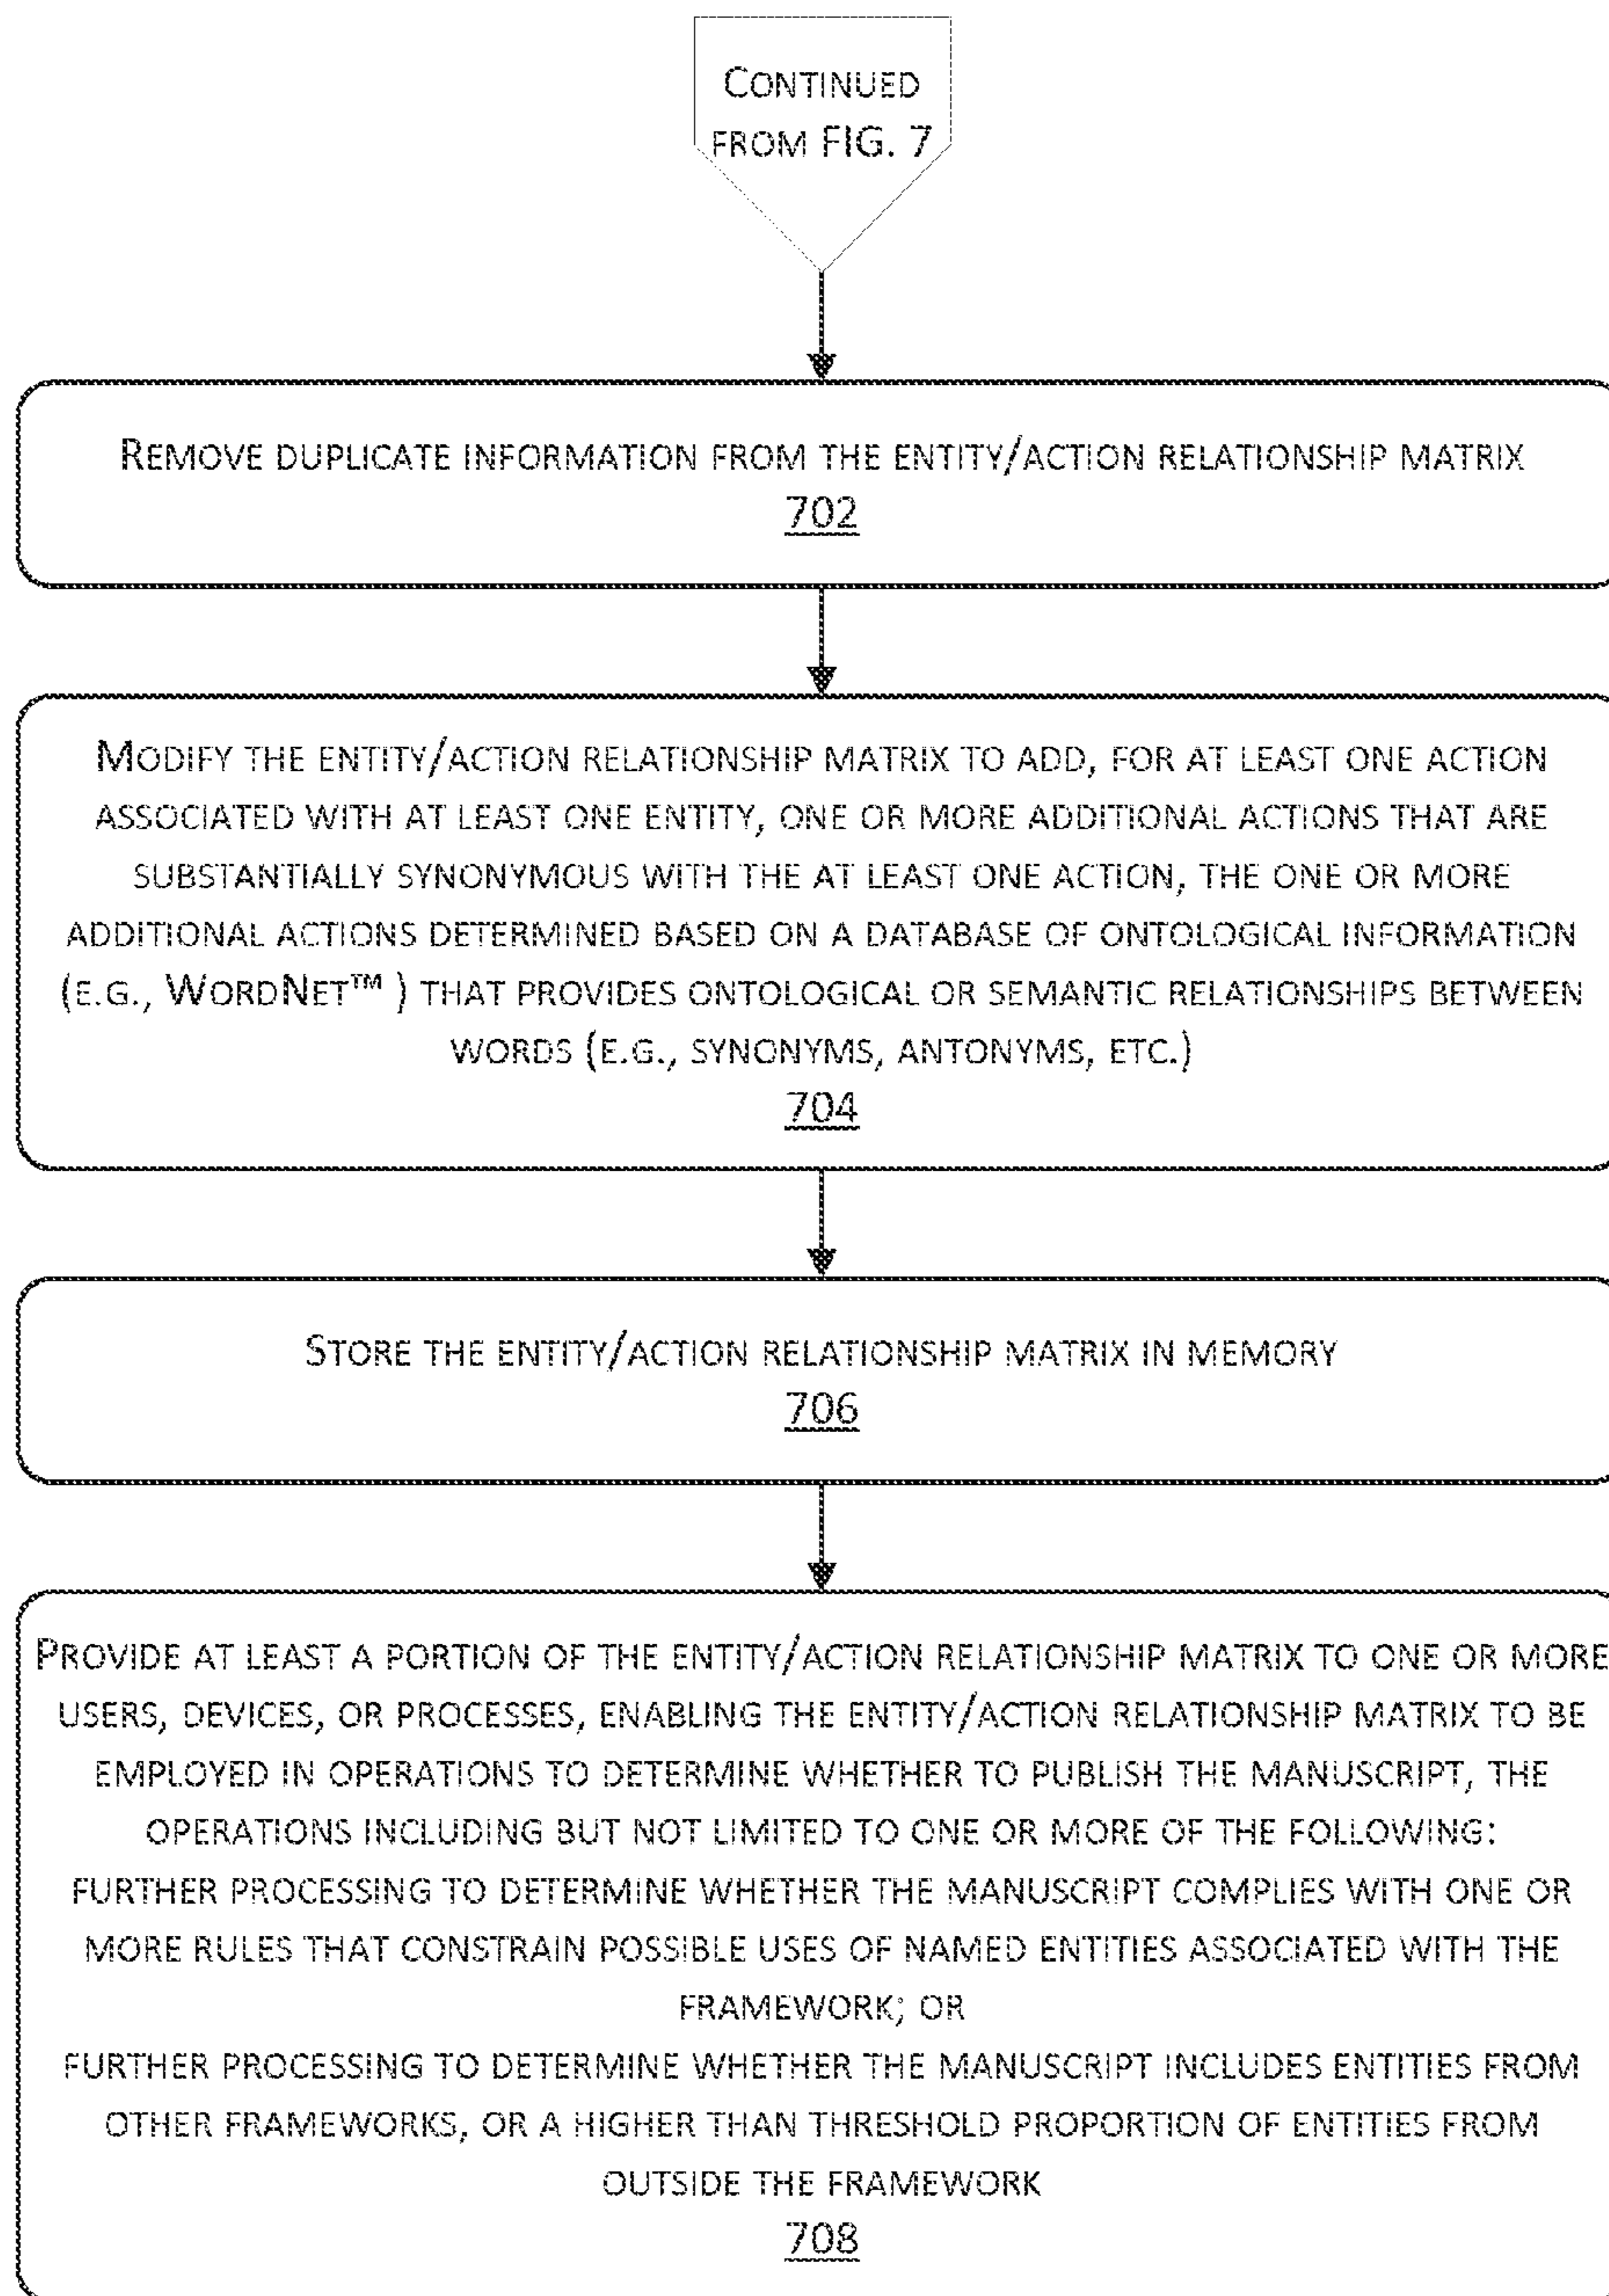 CONTINUED
FROM FIG. 7
REMOVE DUPLICATE INFORMATION FROM THE ENTITY/ACTION RELATIONSHIP MATRIX
702
MODIFY THE ENTITY/ACTION RELATIONSHIP MATRIX TO ADD, FOR AT LEAST ONE ACTION
ASSOCIATED WITH AT LEAST ONE ENTITY, ONE OR MORE ADDITIONAL ACTIONS THAT ARE
SUBSTANTIALLY SYNONYMOUS WITH THE AT LEAST ONE ACTION, THE ONE OR MORE
ADDITIONAL ACTIONS DETERMINED BASED ON A DATABASE OF ONTOLOGICAL INFORMATION
(E.G., WORDNET™ ) THAT PROVIDES ONTOLOGICAL OR SEMANTIC RELATIONSHIPS BETWEEN
WORDS (E.G., SYNONYMS, ANTONYMS, ETC.)
704
STORE THE ENTITY/ACTION RELATIONSHIP MATRIX IN MEMORY
706
PROVIDE AT LEAST A PORTION OF THE ENTITY/ACTION RELATIONSHIP MATRIX TO ONE OR MORE
USERS, DEVICES, OR PROCESSES, ENABLING THE ENTITY/ACTION RELATIONSHIP MATRIX TO BE
EMPLOYED IN OPERATIONS TO DETERMINE WHETHER TO PUBLISH THE MANUSCRIPT, THE
OPERATIONS INCLUDING BUT NOT LIMITED TO ONE OR MORE OF THE FOLLOWING:
FURTHER PROCESSING TO DETERMINE WHETHER THE MANUSCRIPT COMPLIES WITH ONE OR
MORE RULES THAT CONSTRAIN POSSIBLE USES OF NAMED ENTITIES ASSOCIATED WITH THE
FRAMEWORK; OR
FURTHER PROCESSING TO DETERMINE WHETHER THE MANUSCRIPT INCLUDES ENTITIES FROM
OTHER FRAMEWORKS, OR A HIGHER THAN THRESHOLD PROPORTION OF ENTITIES FROM
OUTSIDE THE FRAMEWORK
708